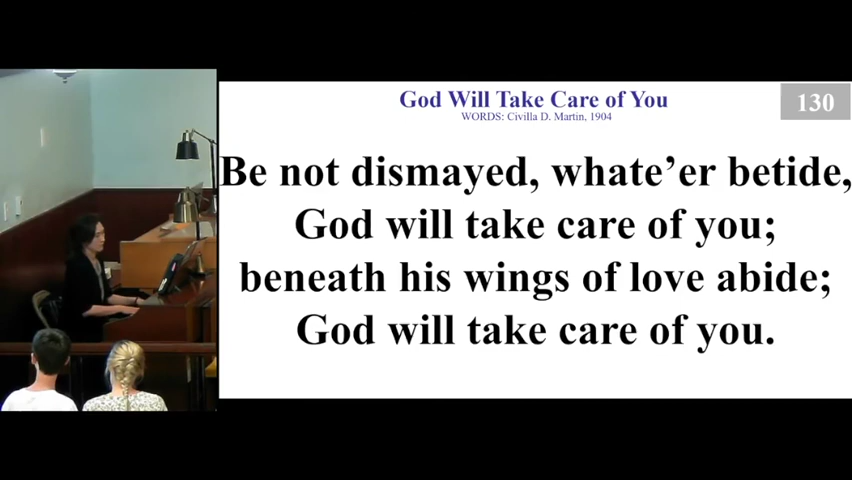 God Will Take Care of You
130
WORDS: Civilla D. Martin, 1904
Be not dismayed, whate’er betide,
God will take care of you;
beneath his wings of love abide;
God will take care of you.